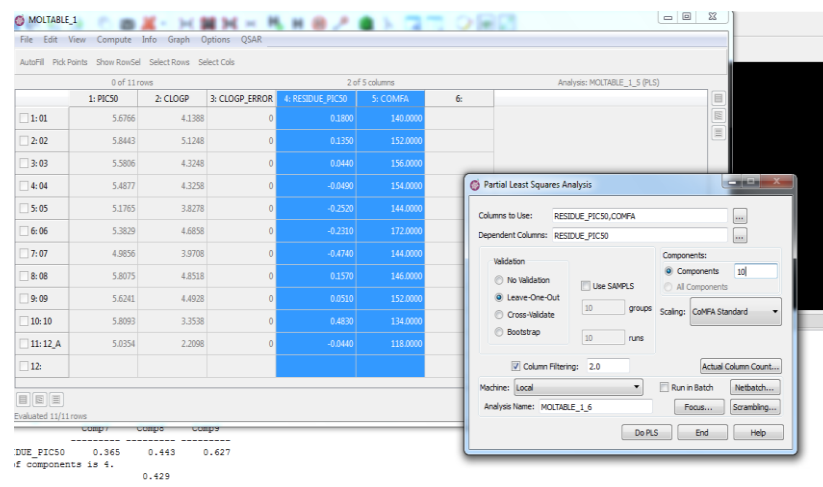 MOLTABLE_1
File Edit View Compute Info Graph Options QSAR
AutoFill Pick Points Show RowSel Select Rows Select Cols
0 of 11 rows 2 of 5 columns Analysis: MOLTABLE_1_5 (PLS)
1: PIC50 2: CLOGP 3: CLOGP_ERROR 4: RESIDUE_PIC50 5: COMFA 6:
1: 01 5.6766 4.1388 0 0.1800 140.0000
2: 02 5.8443 5.1248 0 0.1350 152.0000
3: 03 5.5806 4.3248 0 0.0440 156.0000
4: 04 5.4877 4.3258 0 -0.0490 154.0000
5: 05 5.1765 3.8278 0 -0.2520 144.0000
6: 06 5.3829 4.6858 0 -0.2310 172.0000
7: 07 4.9856 3.9708 0 -0.4740 144.0000
8: 08 5.8075 4.8518 0 0.1570 146.0000
9: 09 5.6241 4.4928 0 0.0510 152.0000
10: 10 5.8093 3.3538 0 0.4830 134.0000
11: 12_A 5.0354 2.2098 0 -0.0440 118.0000
12:
Evaluated 11/11 rows
Comp7 Comp8 Comp9
--------- --------- ---------
DUE_PIC50 0.365 0.443 0.627
of components is 4.
0.429
Partial Least Squares Analysis
Columns to Use: RESIDUE_PIC50,COMFA ...
Dependent Columns: RESIDUE_PIC50 ...
Validation
No Validation
Leave-One-Out
Cross-Validate
Bootstrap
Use SAMPLS
10 groups
10 runs
Components:
Components 10
All Components
Scaling: CoMFA Standard
Column Filtering: 2.0 Actual Column Count...
Machine: Local Run in Batch Netbatch...
Analysis Name: MOLTABLE_1_6 Focus... Scrambling...
Do PLS End Help